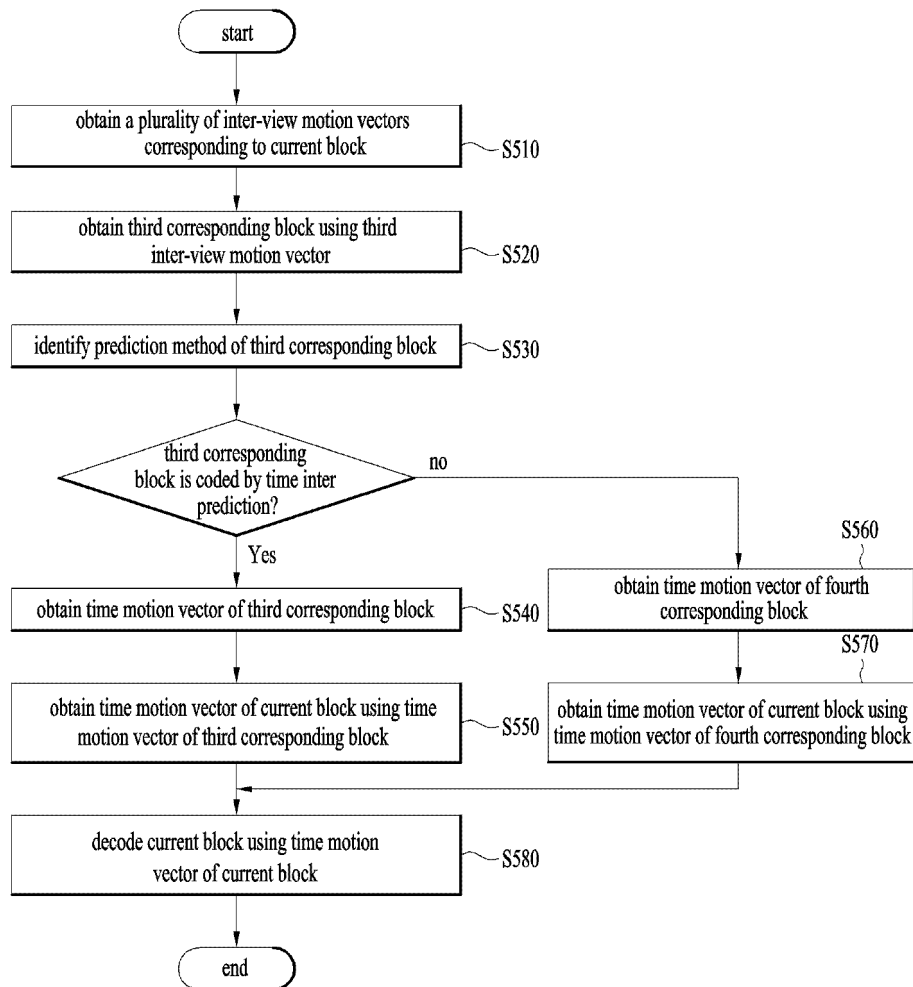 start
obtain a plurality of inter-view motion vectors
corresponding to current block
S510
obtain third corresponding block using third
inter-view motion vector
S520
identify prediction method of third corresponding block
S530
third corresponding
block is coded by time inter
prediction?
no
Yes
S560
obtain time motion vector of fourth
corresponding block
obtain time motion vector of third corresponding block
S540
S570
obtain time motion vector of current block using
time motion vector of fourth corresponding block
obtain time motion vector of current block using time
motion vector of third corresponding block
S550
decode current block using time motion
vector of current block
S580
end